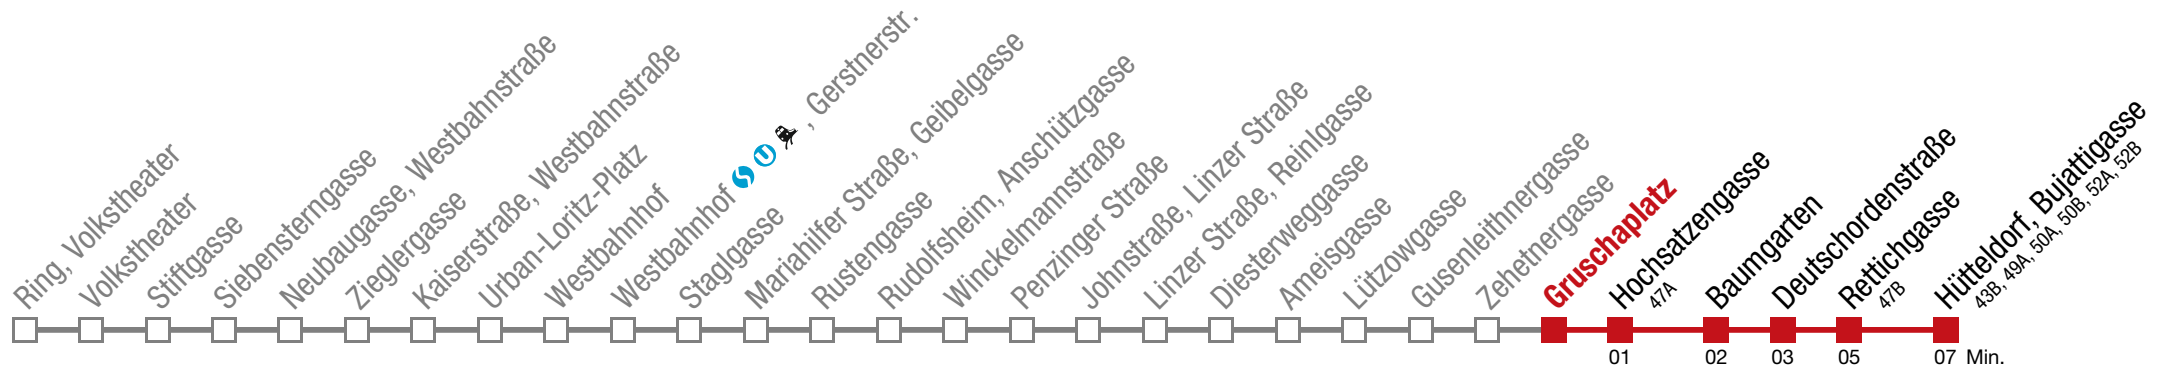 Ring, Volkstheater
Volkstheater
Stiftgasse
Siebensterngasse
Neubaugasse, Westbahnstraße
Zieglergasse
Kaiserstraße, Westbahnstraße
Urban-Loritz-Platz
Westbahnhof
Westbahnhof S U , Gerstnerstr.
Staglgasse
Mariahilfer Straße, Geibelgasse
Rustengasse
Rudolfsheim, Anschützgasse
Winckelmannstraße
Penzinger Straße
Johnstraße, Linzer Straße
Linzer Straße, Reinlgasse
Diesterweggasse
Ameisgasse
Lützowgasse
Gusenleithnergasse
Zehetnergasse
Gruschaplatz
Hochsatzengasse
47A
Baumgarten
Deutschordenstraße
Rettichgasse
47B
Hütteldorf, Bujattigasse
43B, 49A, 50A, 50B, 52A, 52B
01 02 03 05 07 Min.